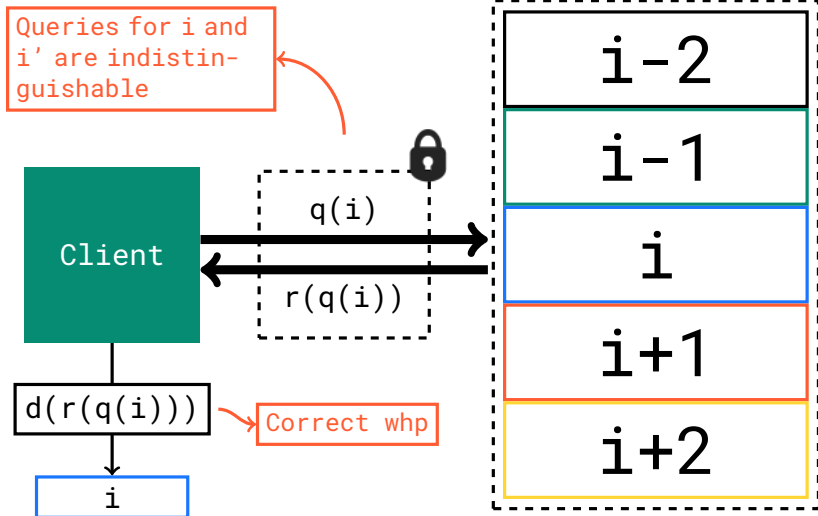 Queries for i and
i’ are indistin-
guishable
i-2
i-1
i
i+1
i+2
q(i)
r(q(i))
Client
d(r(q(i)))
Correct whp
i